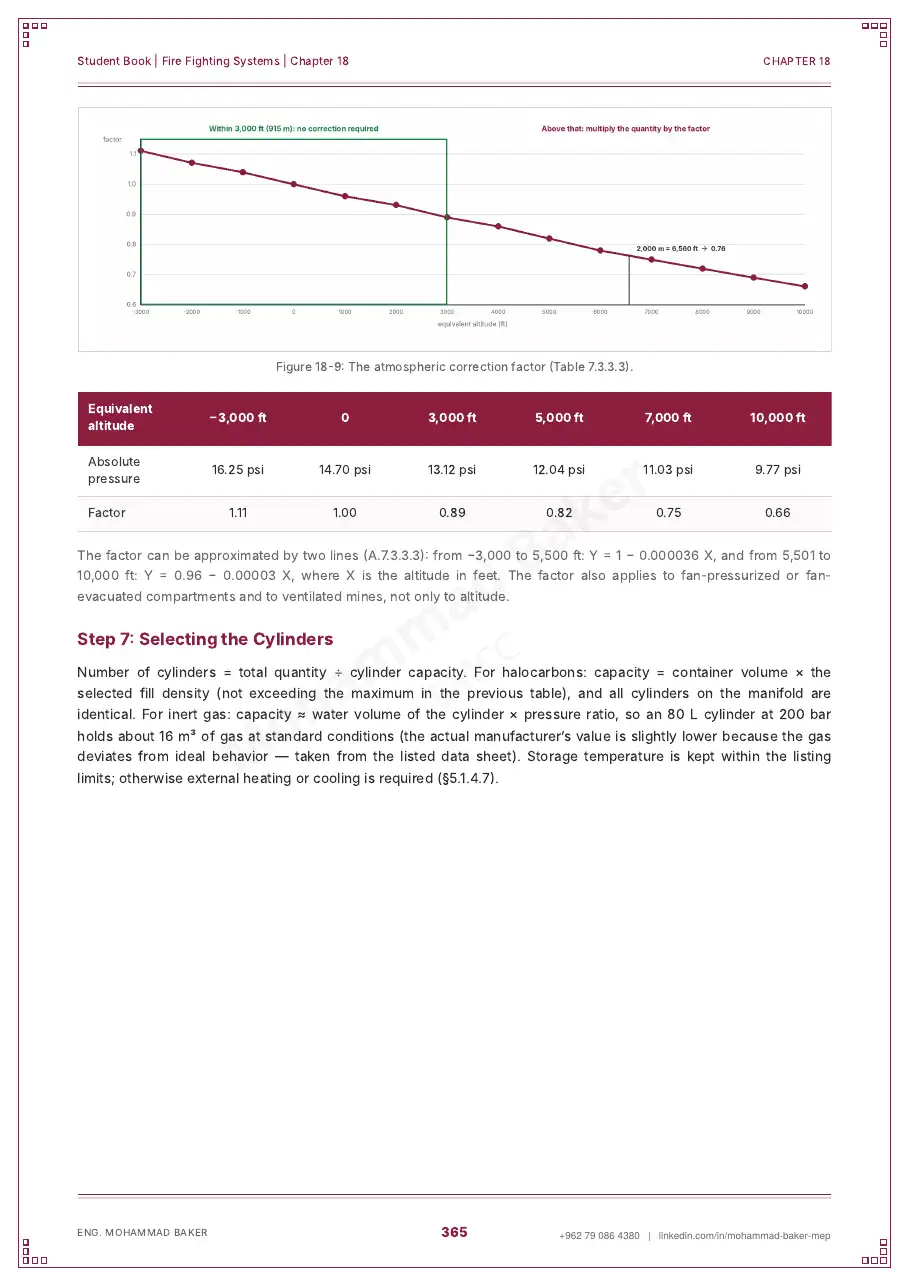 Student Book | Fire Fighting Systems | Chapter 18
CHAPTER 18
Within 3,000 ft (915 m): no correction required
Above that: multiply the quantity by the factor
factor
1.1
1.0
0.9
0.8
0.7
0.6
2,000 m = 6,560 ft → 0.76
-3000 -2000 -1000 0 1000 2000 3000 4000 5000 6000 7000 8000 9000 10000
equivalent altitude (ft)
Figure 18-9: The atmospheric correction factor (Table 7.3.3.3).
Equivalent altitude −3,000 ft 0 3,000 ft 5,000 ft 7,000 ft 10,000 ft
Absolute pressure 16.25 psi 14.70 psi 13.12 psi 12.04 psi 11.03 psi 9.77 psi
Factor 1.11 1.00 0.89 0.82 0.75 0.66
The factor can be approximated by two lines (A.7.3.3.3): from −3,000 to 5,500 ft: Y = 1 − 0.000036 X, and from 5,501 to
10,000 ft: Y = 0.96 − 0.00003 X, where X is the altitude in feet. The factor also applies to fan-pressurized or fan-
evacuated compartments and to ventilated mines, not only to altitude.
Step 7: Selecting the Cylinders
Number of cylinders = total quantity ÷ cylinder capacity. For halocarbons: capacity = container volume × the
selected fill density (not exceeding the maximum in the previous table), and all cylinders on the manifold are
identical. For inert gas: capacity ≈ water volume of the cylinder × pressure ratio, so an 80 L cylinder at 200 bar
holds about 16 m³ of gas at standard conditions (the actual manufacturer's value is slightly lower because the gas
deviates from ideal behavior — taken from the listed data sheet). Storage temperature is kept within the listing
limits; otherwise external heating or cooling is required (§5.1.4.7).
ENG. MOHAMMAD BAKER
365
+962 79 086 4380 | linkedin.com/in/mohammad-baker-mep